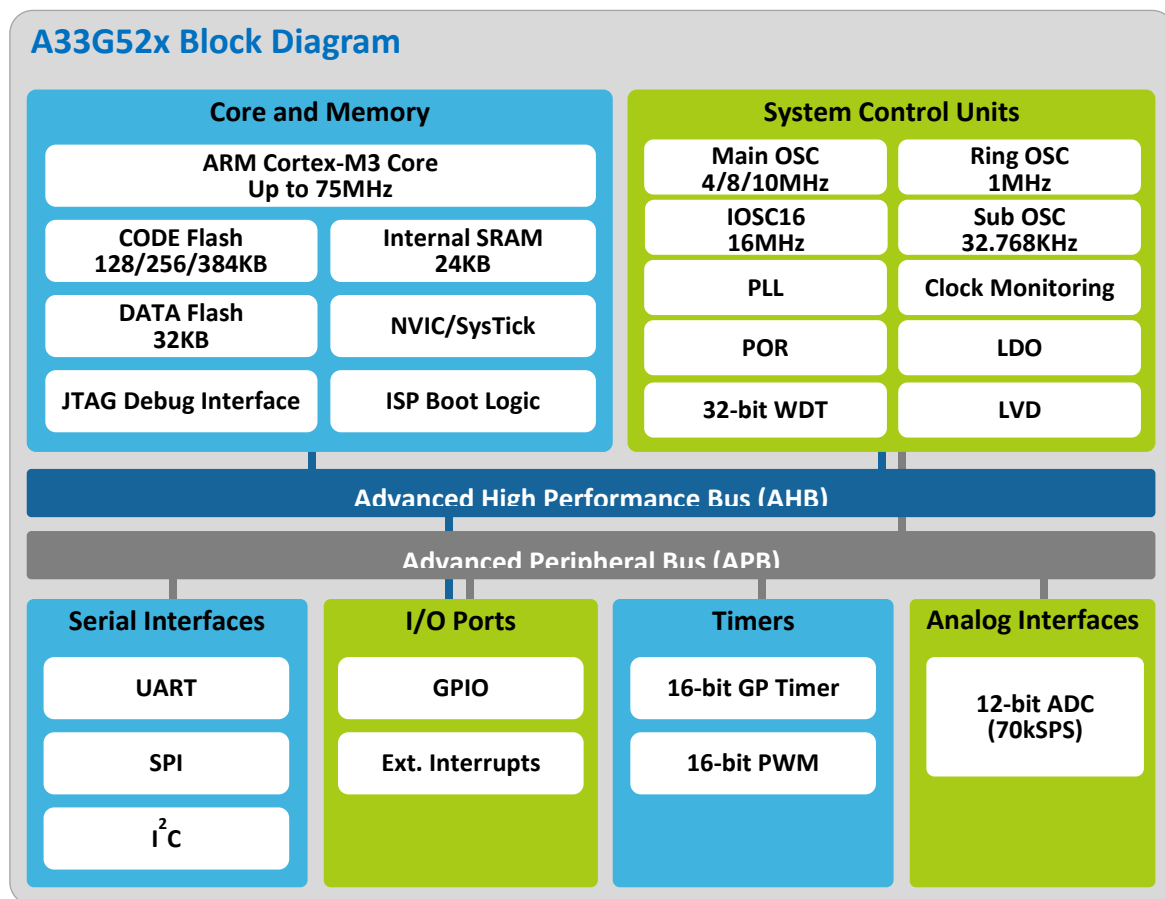 A33G52x Block Diagram
Core and Memory
ARM Cortex-M3 Core
Up to 75MHz
CODE Flash
128/256/384KB
Internal SRAM
24KB
DATA Flash
32KB
NVIC/SysTick
JTAG Debug Interface
ISP Boot Logic
System Control Units
Main OSC
4/8/10MHz
Ring OSC
1MHz
IOSC16
16MHz
Sub OSC
32.768KHz
PLL
Clock Monitoring
POR
LDO
32-bit WDT
LVD
Advanced High Performance Bus (AHB)
Advanced Peripheral Bus (APB)
Serial Interfaces
UART
SPI
I²C
I/O Ports
GPIO
Ext. Interrupts
Timers
16-bit GP Timer
16-bit PWM
Analog Interfaces
12-bit ADC
(70kSPS)